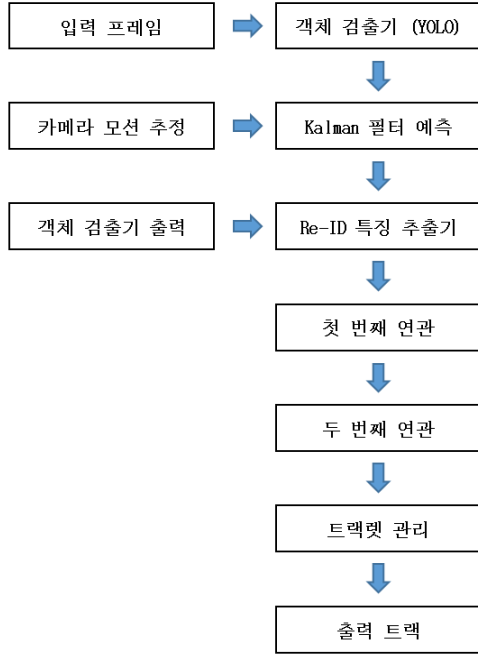 입력 프레임
객체 검출기 (YOLO)
카메라 모션 추정
Kalman 필터 예측
객체 검출기 출력
Re-ID 특징 추출기
첫 번째 연관
두 번째 연관
트랙렛 관리
출력 트랙